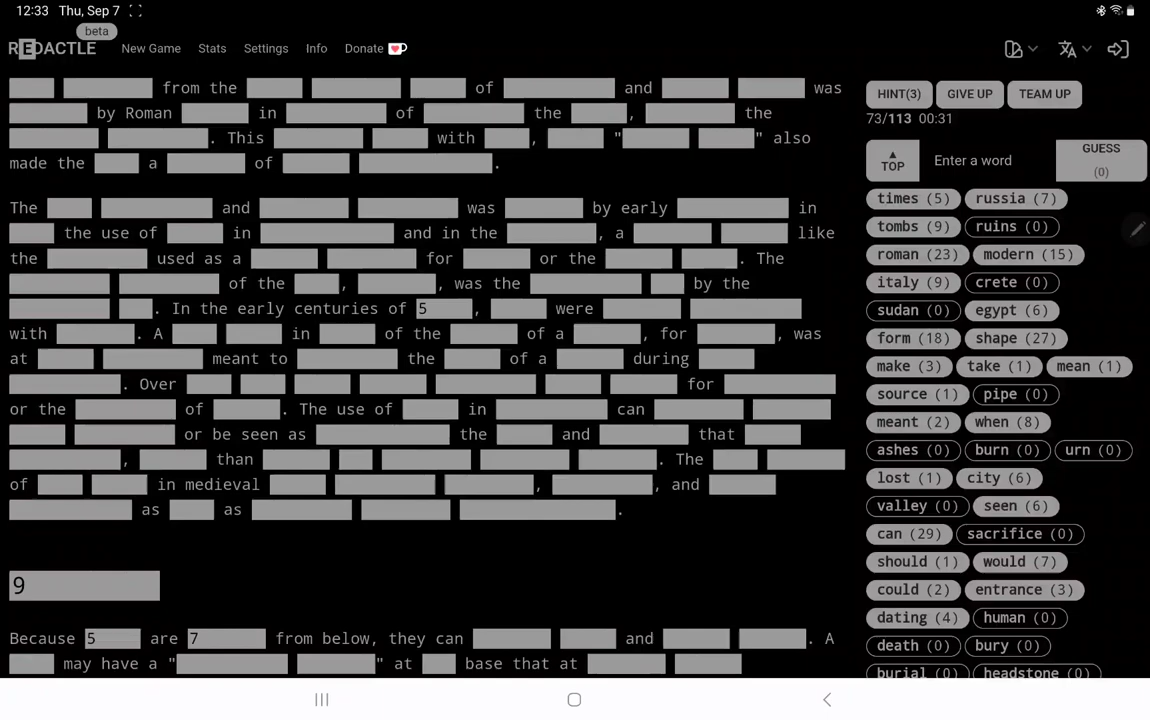 12:33 Thu, Sep 7
beta
REDACTLE New Game Stats Settings Info Donate
from the of and was
by Roman in of the , the
. This with , " " also
made the a of .
HINT(3) GIVE UP TEAM UP
73/113 00:31
TOP Enter a word GUESS (0)
The and was by early in
the use of in and in the , a like
the used as a for or the . The
of the , , was the by the
. In the early centuries of 5 , were
with . A in of the of a , for , was
at meant to the of a during
. Over for
or the of . The use of in can
or be seen as the and that
, than . The
of in medieval , , and
as as .
9
Because 5 are 7 from below, they can and . A
may have a " " at base that at
times (5) russia (7)
tombs (9) ruins (0)
roman (23) modern (15)
italy (9) crete (0)
sudan (0) egypt (6)
form (18) shape (27)
make (3) take (1) mean (1)
source (1) pipe (0)
meant (2) when (8)
ashes (0) burn (0) urn (0)
lost (1) city (6)
valley (0) seen (6)
can (29) sacrifice (0)
should (1) would (7)
could (2) entrance (3)
dating (4) human (0)
death (0) bury (0)
burial (0) headstone (0)